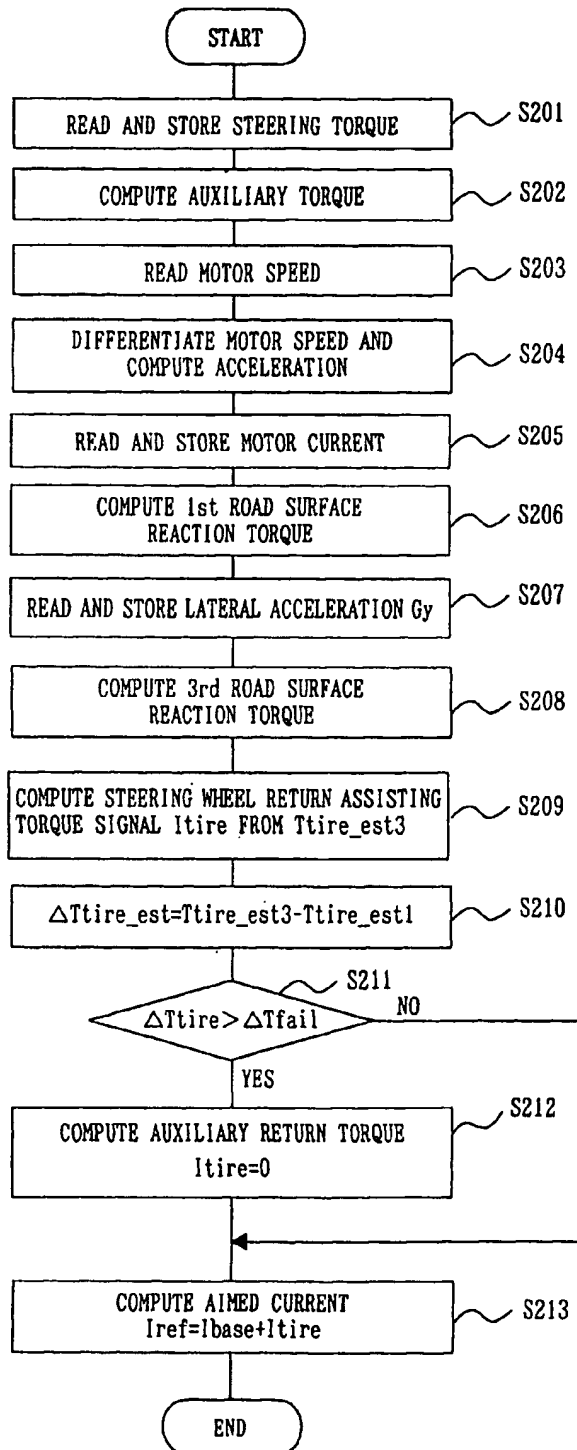 START
READ AND STORE STEERING TORQUE
S201
COMPUTE AUXILIARY TORQUE
S202
READ MOTOR SPEED
S203
DIFFERENTIATE MOTOR SPEED AND
COMPUTE ACCELERATION
S204
READ AND STORE MOTOR CURRENT
S205
COMPUTE 1st ROAD SURFACE
REACTION TORQUE
S206
READ AND STORE LATERAL ACCELERATION Gy
S207
COMPUTE 3rd ROAD SURFACE
REACTION TORQUE
S208
COMPUTE STEERING WHEEL RETURN ASSISTING
TORQUE SIGNAL Itire FROM Ttire_est3
S209
△Ttire_est=Ttire_est3-Ttire_est1
S210
S211
△Ttire>△Tfail
NO
YES
COMPUTE AUXILIARY RETURN TORQUE
Itire=0
S212
COMPUTE AIMED CURRENT
Iref=Ibase+Itire
S213
END